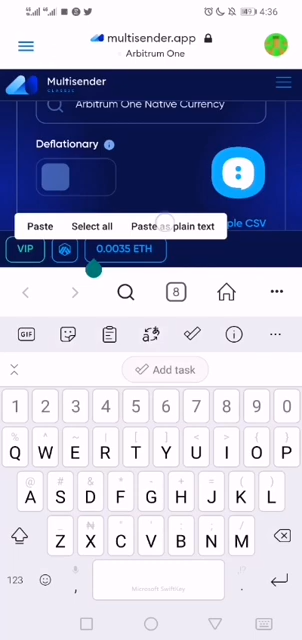 49 4:36
multisender.app
Arbitrum One
Multisender
CLASSIC
Arbitrum One Native Currency
Deflationary
Paste Select all Paste as plain text
ple CSV
VIP 0.0035 ETH
8
GIF
Add task
1 2 3 4 5 6 7 8 9 0
% ^ ~ | [ ] < > { }
Q W E R T Y U I O P
@ # & * - + = ( )
A S D F G H J K L
_ ₦ " ' : ; /
Z X C V B N M
123 , Microsoft SwiftKey .